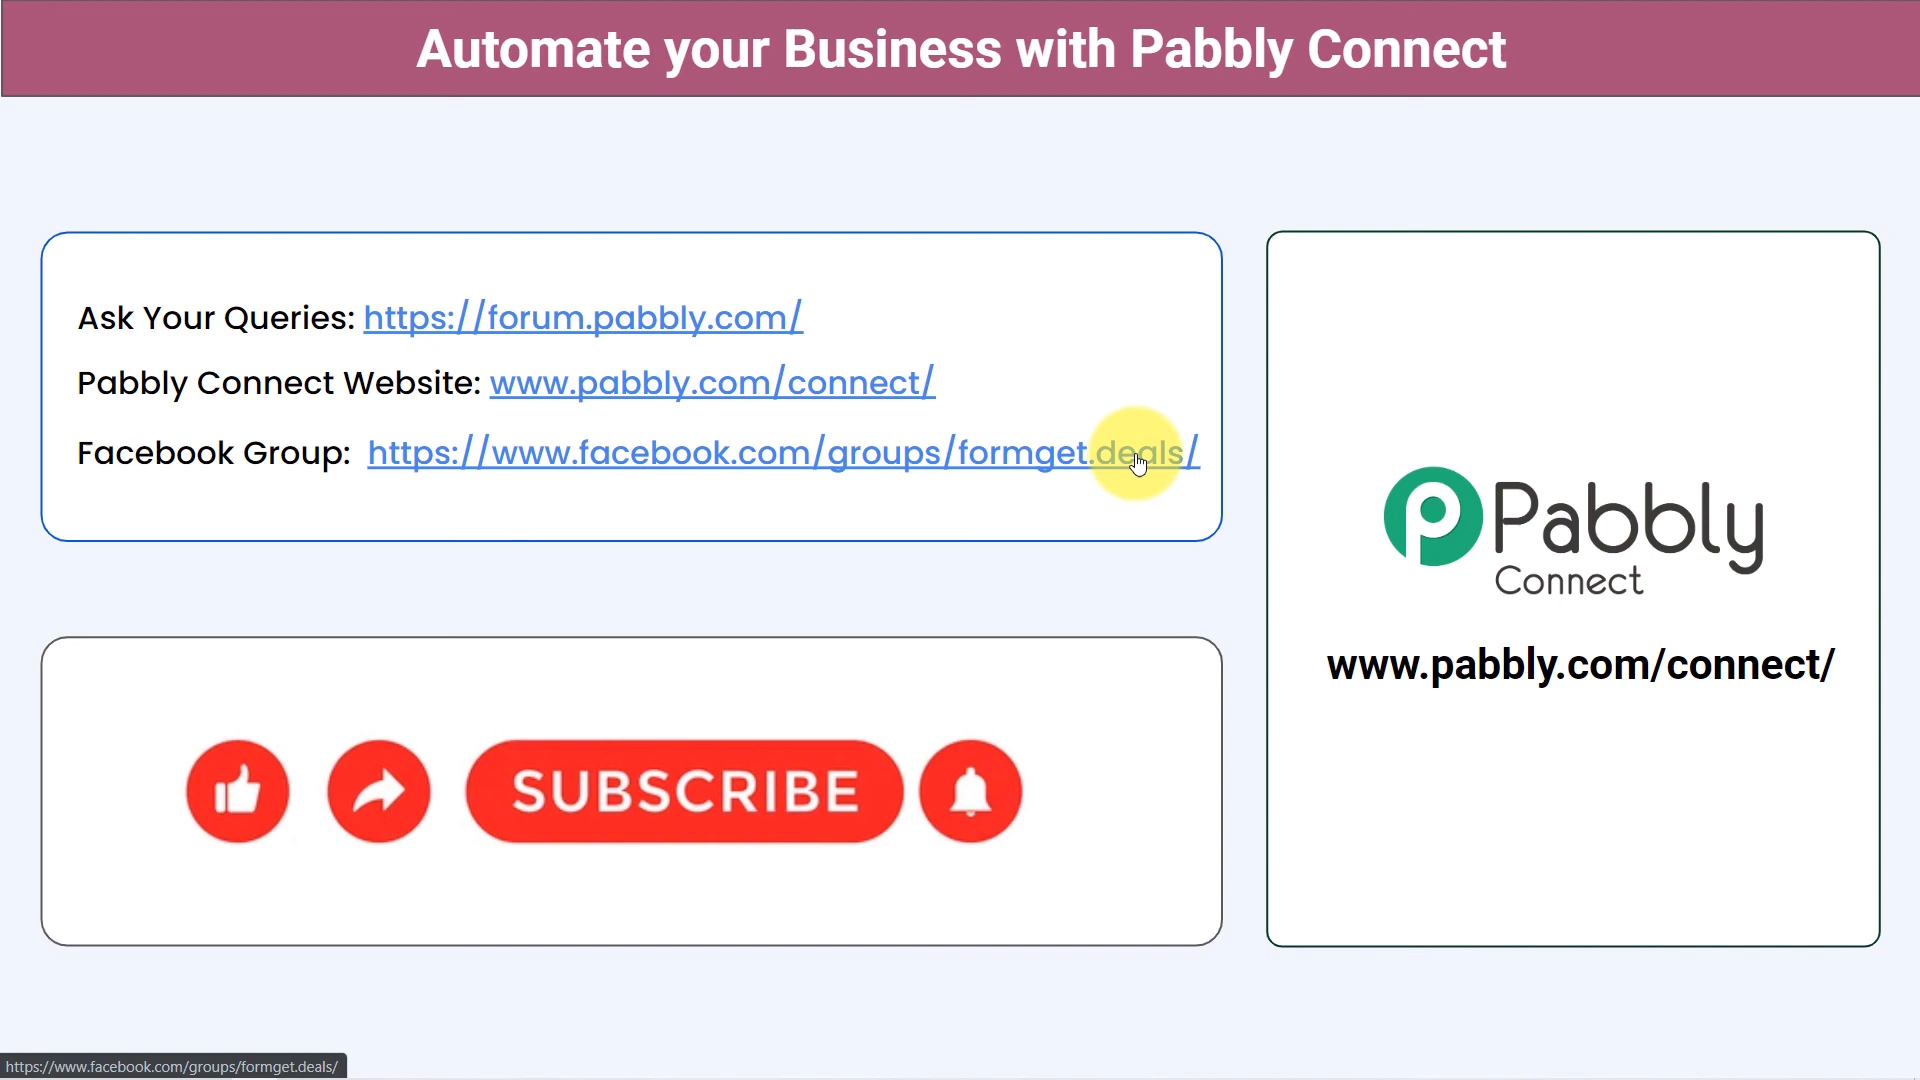 Automate your Business with Pabbly Connect
Ask Your Queries: https://forum.pabbly.com/
Pabbly Connect Website: www.pabbly.com/connect/
Facebook Group: https://www.facebook.com/groups/formget.deals/
Pabbly
Connect
www.pabbly.com/connect/
SUBSCRIBE
https://www.facebook.com/groups/formget.deals/